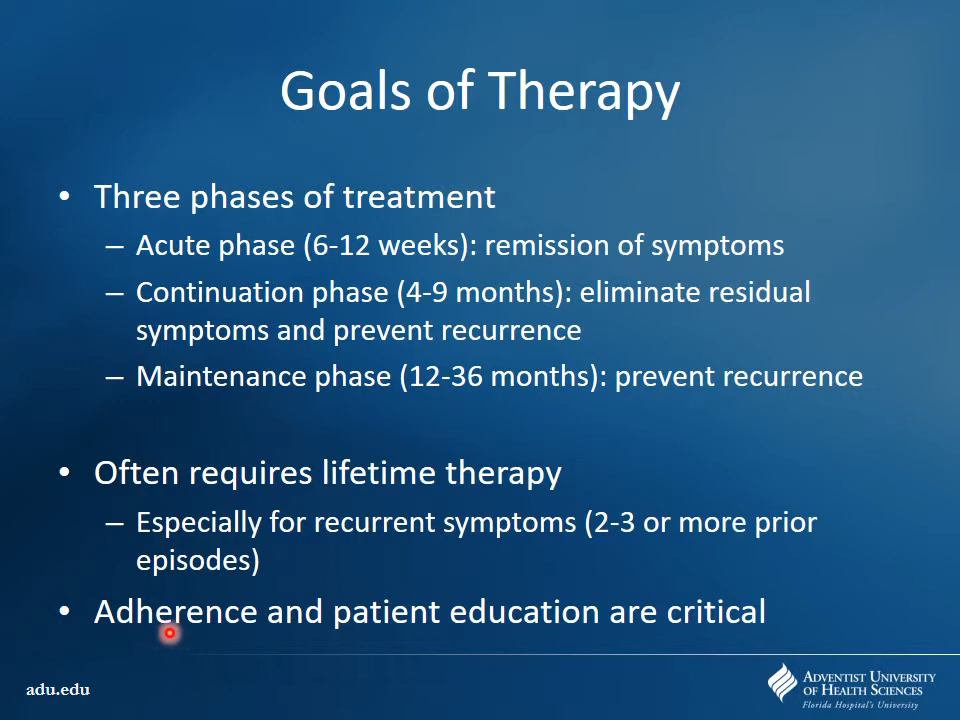 Goals of Therapy
• Three phases of treatment
– Acute phase (6-12 weeks): remission of symptoms
– Continuation phase (4-9 months): eliminate residual
symptoms and prevent recurrence
– Maintenance phase (12-36 months): prevent recurrence
• Often requires lifetime therapy
– Especially for recurrent symptoms (2-3 or more prior
episodes)
• Adherence and patient education are critical
adu.edu
ADVENTIST UNIVERSITY
OF HEALTH SCIENCES
Florida Hospital's University